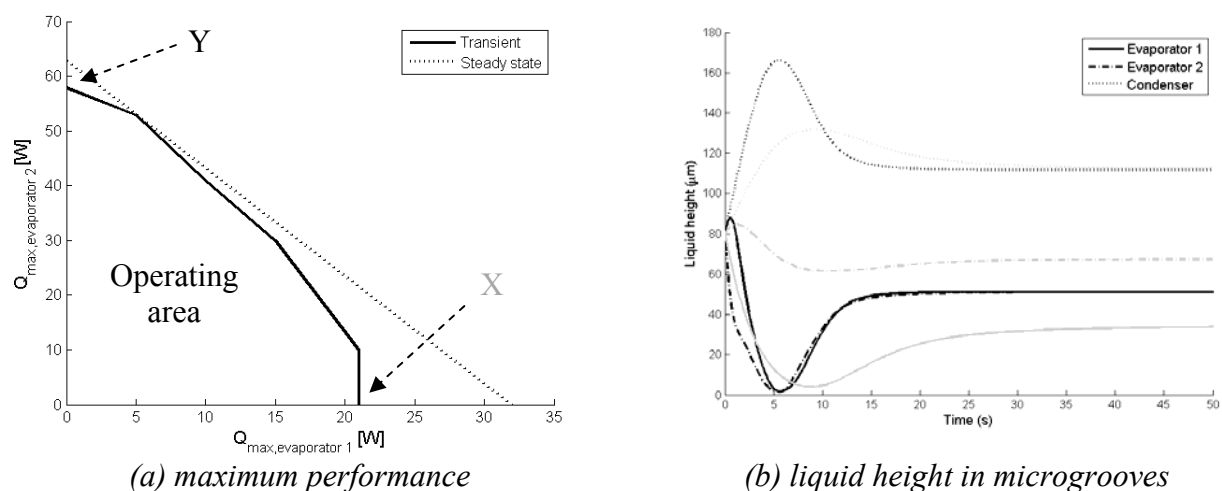 70
60
50
40
30
20
10
0
0 5 10 15 20 25 30 35
Q max,evaporator 2 [W]
Q max,evaporator 1 [W]
Transient
Steady state
Y
X
Operating
area
(a) maximum performance
180
160
140
120
100
80
60
40
20
0
0 5 10 15 20 25 30 35 40 45 50
Liquid height (μm)
Time (s)
Evaporator 1
Evaporator 2
Condenser
(b) liquid height in microgrooves